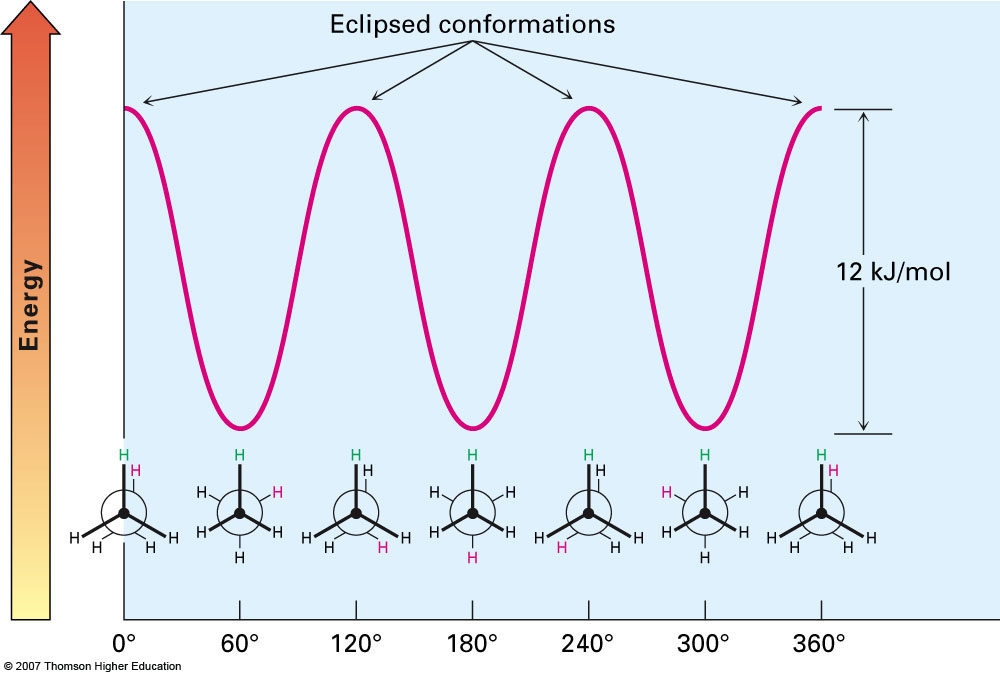 Eclipsed conformations
Energy
12 kJ/mol
H H H H H H
H H H H H H
H H H H H H
H H H H H H
H H H H H H
H H H H H H
H H H H H H
0° 60° 120° 180° 240° 300° 360°
© 2007 Thomson Higher Education